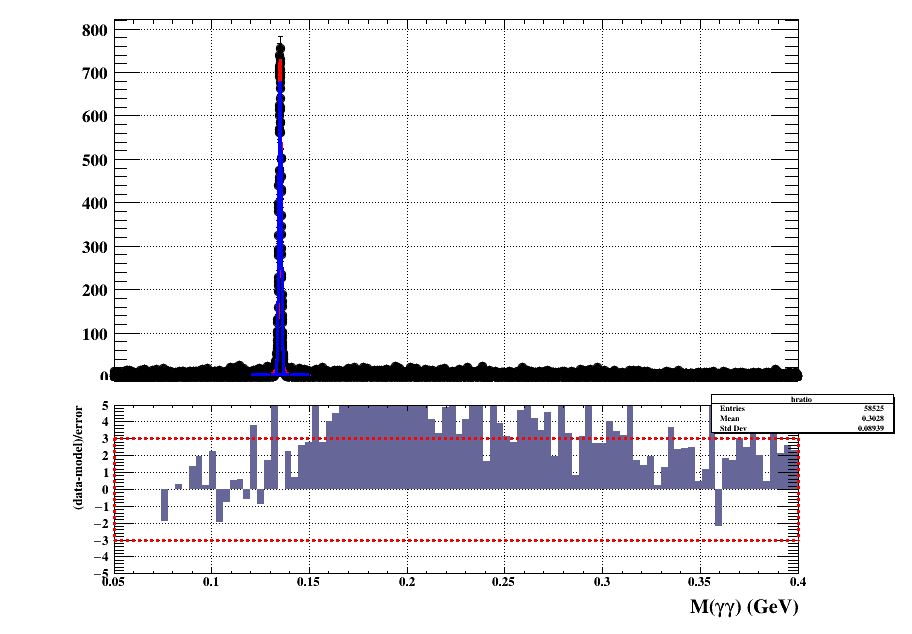 800
700
600
500
400
300
200
100
0
hratio
Entries 58525
Mean 0.3028
Std Dev 0.08939
(data-model)/error
5
4
3
2
1
0
−1
−2
−3
−4
−5
0.05 0.1 0.15 0.2 0.25 0.3 0.35 0.4
M(γγ) (GeV)